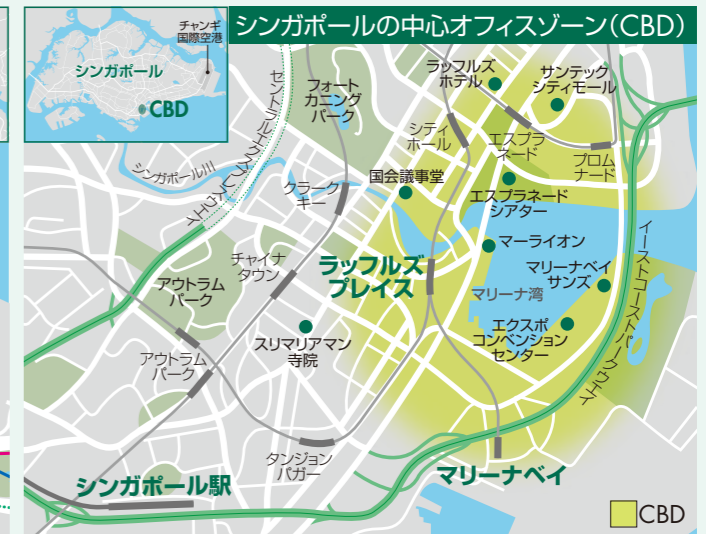 シンガポールの中心オフィスゾーン（CBD）
チャンギ
国際空港
シンガポール
CBD
セントラルエクスプレスウェイ
フォート
カニング
パーク
ラッフルズ
ホテル
サンテック
シティモール
シティ
ホール
エスプラ
ネード
プロム
ナード
シンガポール川
クラーク
キー
国会議事堂
エスプラネード
シアター
マーライオン
チャイナ
タウン
ラッフルズ
プレイス
マリーナベイ
サンズ
マリーナ湾
イーストコーストパークウェイ
アウトラム
パーク
エクスポ
コンベンション
センター
スリマリアマン
寺院
アウトラム
パーク
タンジョン
パガー
シンガポール駅
マリーナベイ
CBD